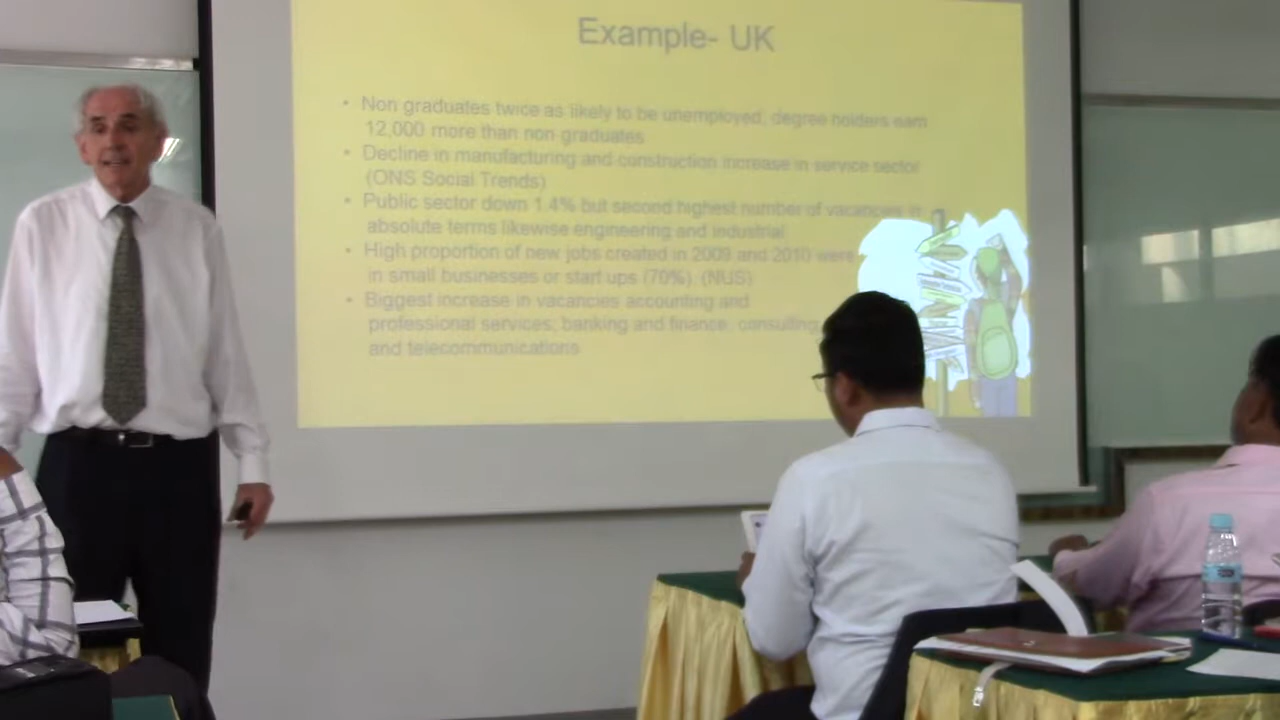 Example- UK
• Non graduates twice as likely to be unemployed; degree holders earn
12,000 more than non graduates
• Decline in manufacturing and construction increase in service sector
(ONS Social Trends)
• Public sector down 1.4% but second highest number of vacancies in
absolute terms likewise engineering and industrial
• High proportion of new jobs created in 2009 and 2010 were
in small businesses or start ups (70%). (NUS)
• Biggest increase in vacancies accounting and
professional services; banking and finance; consulting
and telecommunications